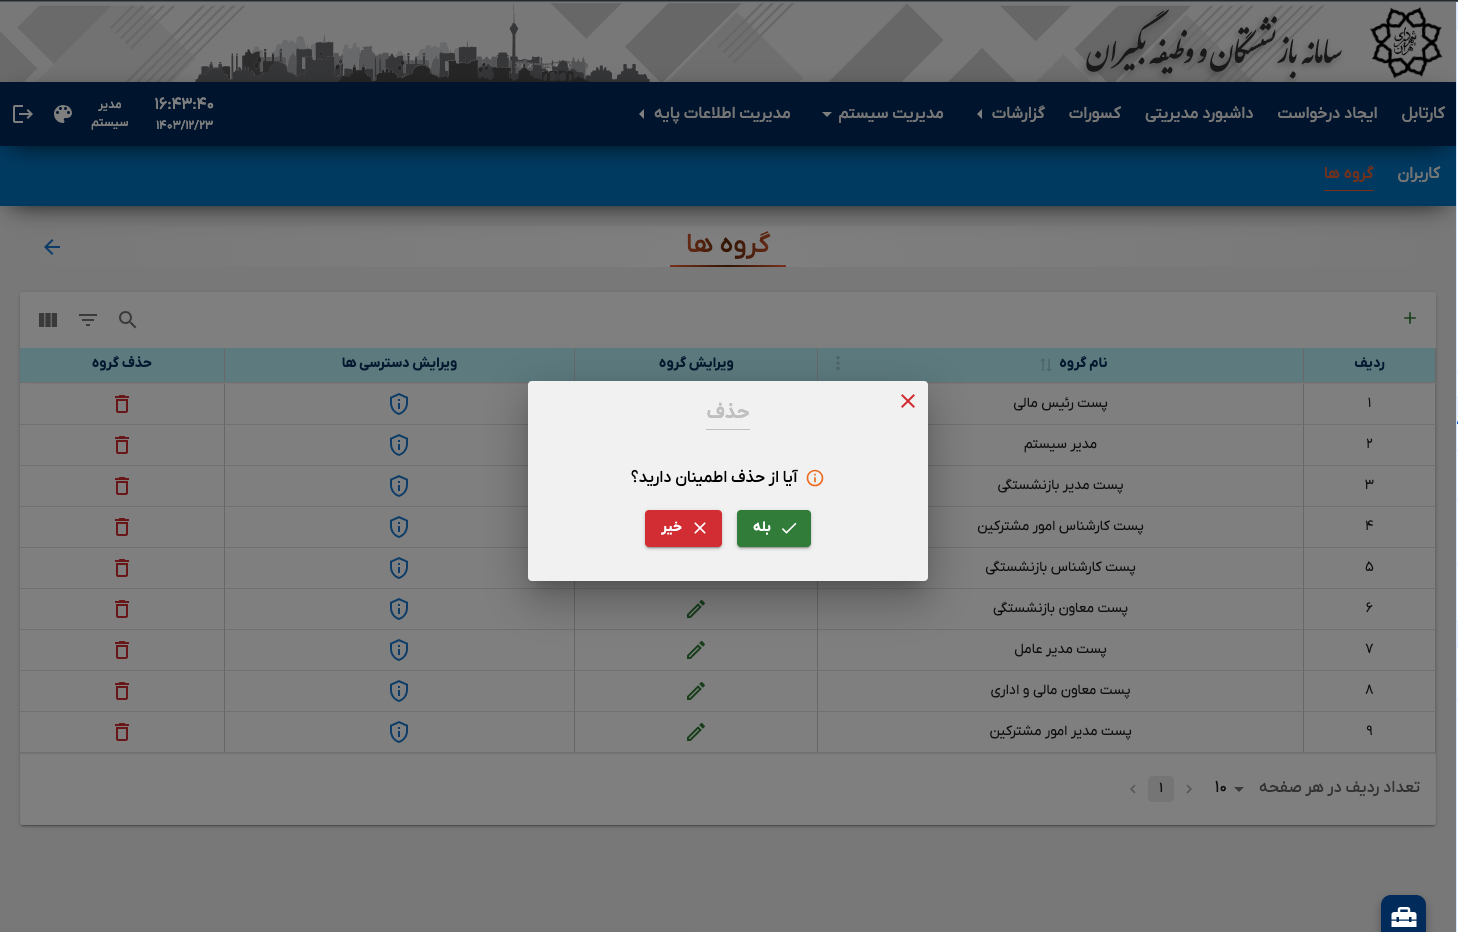 سامانه بازنشستگان و وظیفه بگیران
کارتابل
ایجاد درخواست
داشبورد مدیریتی
کسورات
گزارشات
مدیریت سیستم
مدیریت اطلاعات پایه
۱۶:۴۳:۴۰
۱۴۰۳/۱۲/۲۳
مدیر
سیستم
کاربران
گروه ها
گروه ها
ردیف نام گروه ویرایش گروه ویرایش دسترسی ها حذف گروه
۱ پست رئیس مالی
۲ مدیر سیستم
۳ پست مدیر بازنشستگی
۴ پست کارشناس امور مشترکین
۵ پست کارشناس بازنشستگی
۶ پست معاون بازنشستگی
۷ پست مدیر عامل
۸ پست معاون مالی و اداری
۹ پست مدیر امور مشترکین
حذف
آیا از حذف اطمینان دارید؟
بله
خیر
تعداد ردیف در هر صفحه ۱۰
۱